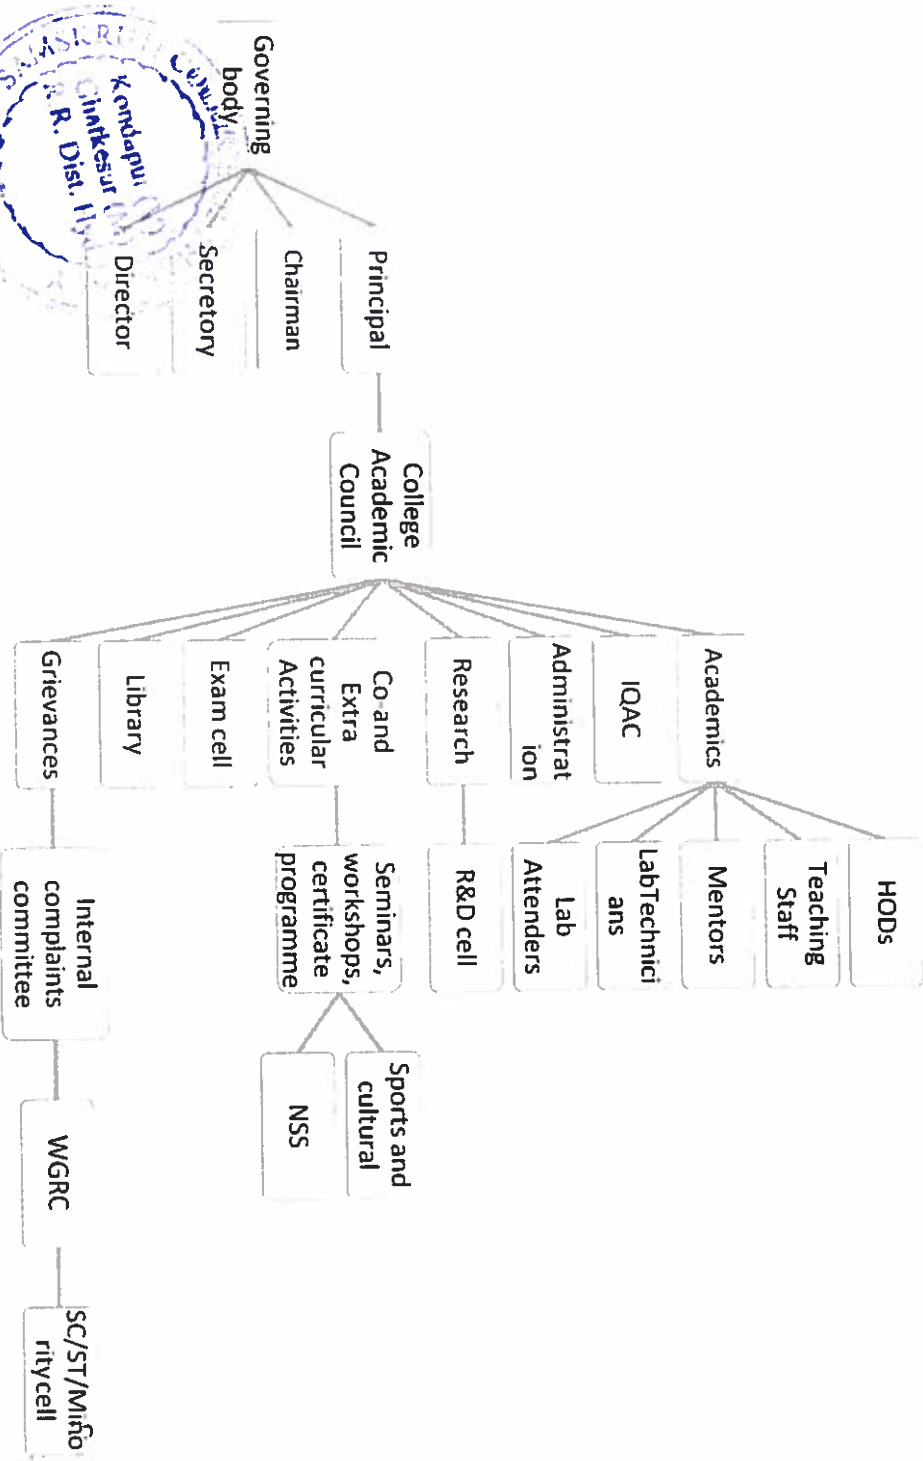 Governing
body
Principal
Chairman
Secretory
Director
College
Academic
Council
Academics
IQAC
Administrat
ion
Research
Co-and
Extra
curricular
Activities
Exam cell
Library
Grievances
HODs
Teaching
Staff
Mentors
LabTechnici
ans
Lab
Attenders
R&D cell
Seminars,
workshops,
certificate
programme
Sports and
cultural
NSS
Internal
complaints
committee
WGRC
SC/ST/Mino
rity cell
Kondapur
R. R. Dist.